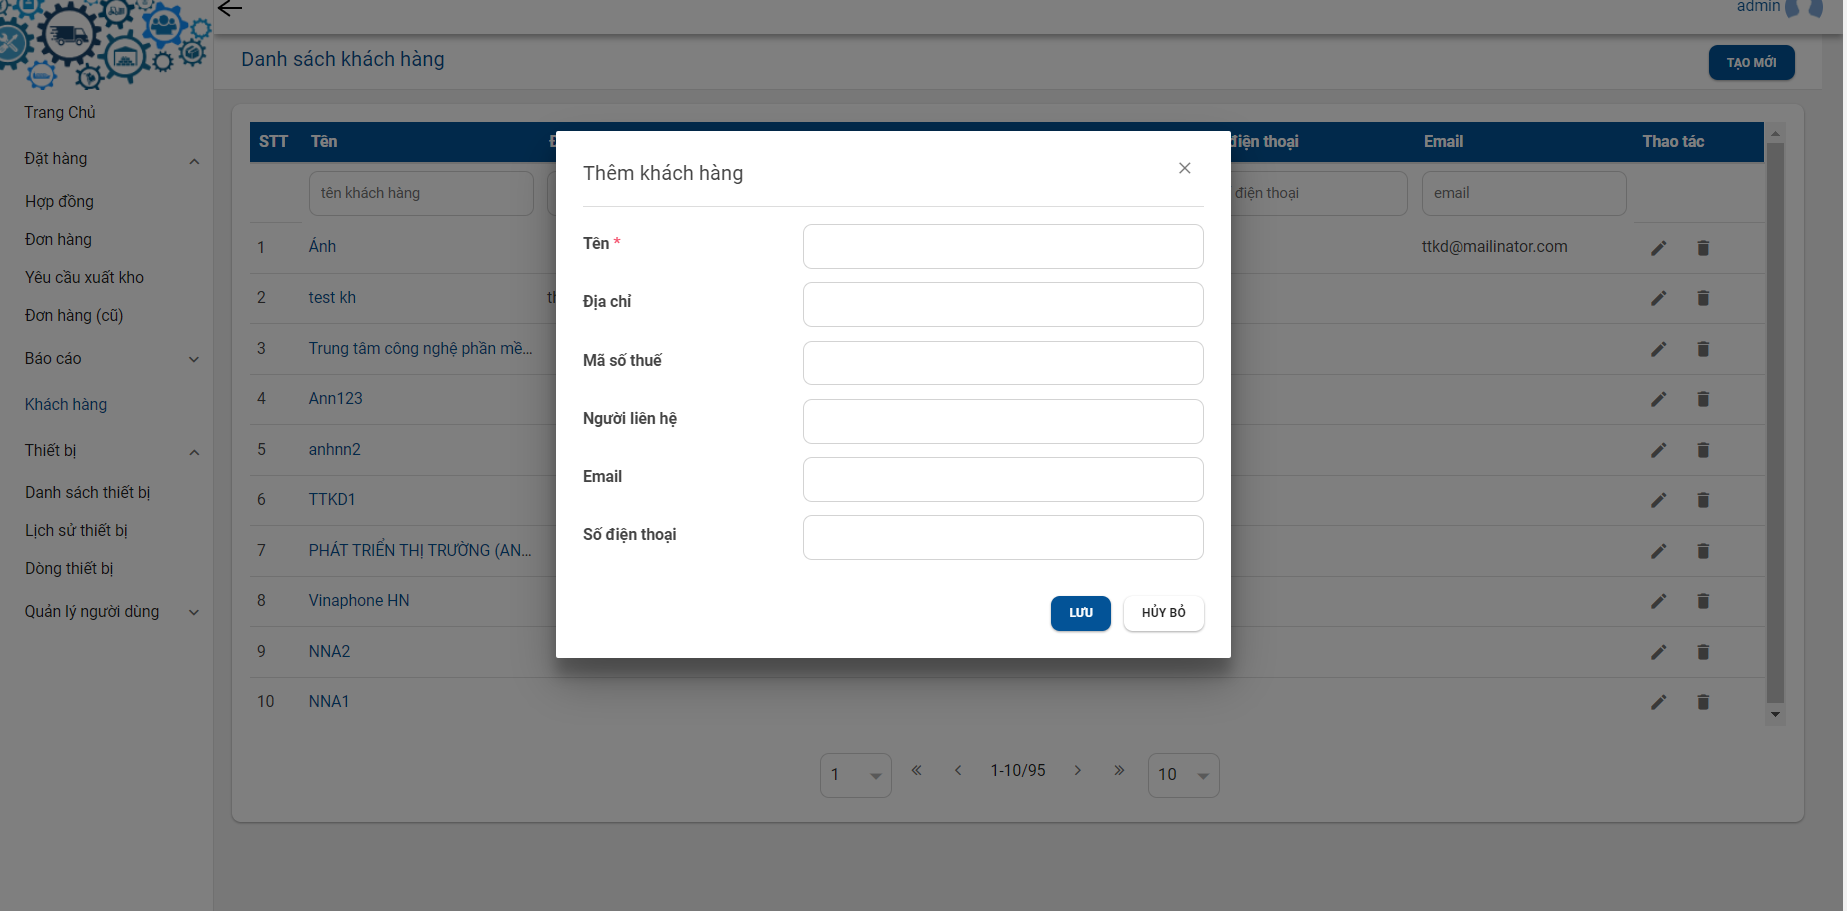 admin
Danh sách khách hàng
TẠO MỚI
Trang Chủ
Đặt hàng
Hợp đồng
Đơn hàng
Yêu cầu xuất kho
Đơn hàng (cũ)
Báo cáo
Khách hàng
Thiết bị
Danh sách thiết bị
Lịch sử thiết bị
Dòng thiết bị
Quản lý người dùng
STT Tên điện thoại Email Thao tác
tên khách hàng điện thoại email
1 Ánh ttkd@mailinator.com
2 test kh
3 Trung tâm công nghệ phần mề...
4 Ann123
5 anhnn2
6 TTKD1
7 PHÁT TRIỂN THỊ TRƯỜNG (AN...
8 Vinaphone HN
9 NNA2
10 NNA1
1 « ‹ 1-10/95 › » 10
Thêm khách hàng
Tên *
Địa chỉ
Mã số thuế
Người liên hệ
Email
Số điện thoại
LƯU HỦY BỎ